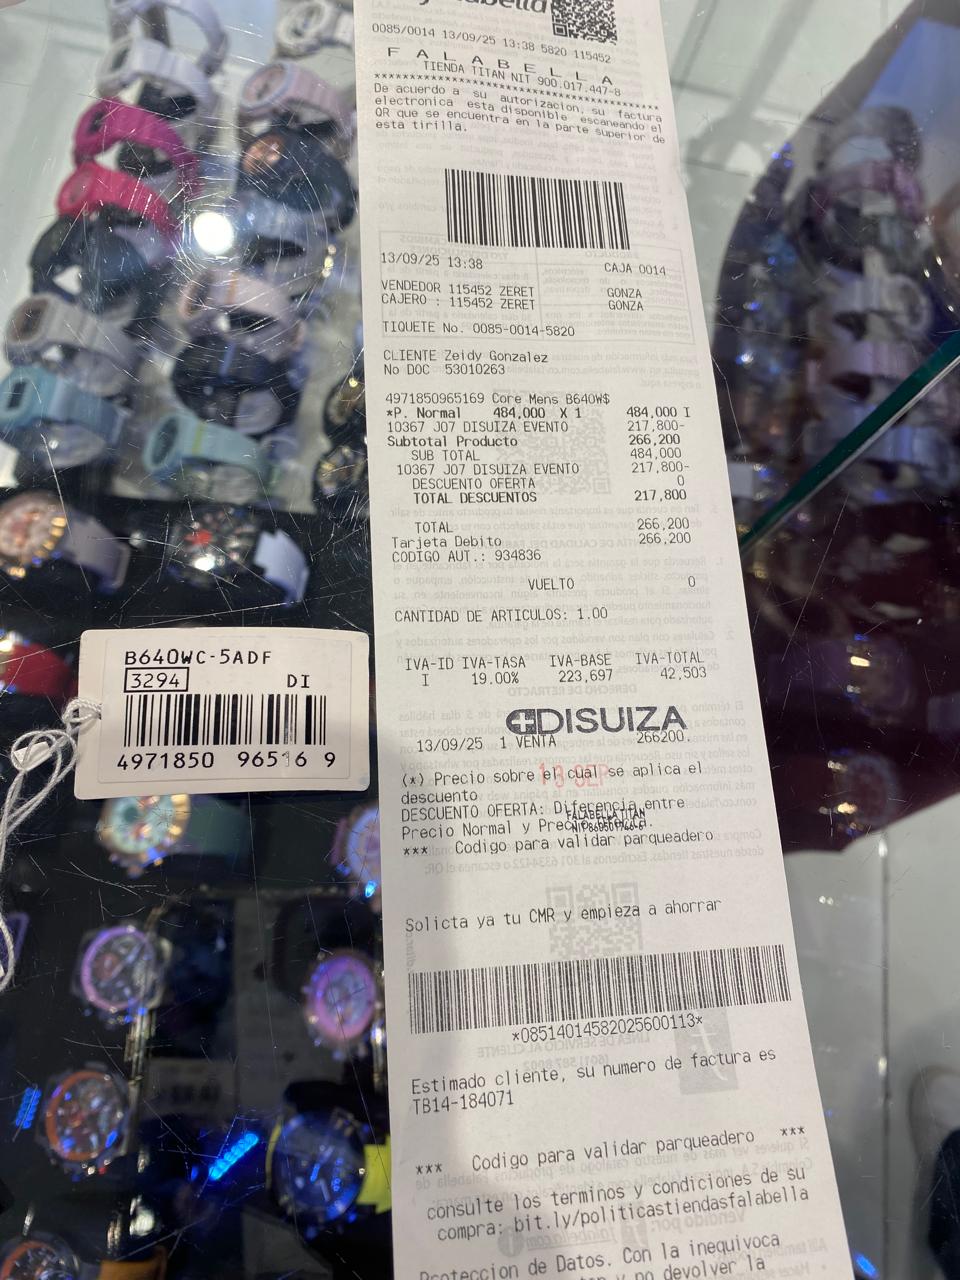 0085/0014 13/09/25 13:38 5820 115452
F A L A B E L L A
TIENDA TITAN NIT 900.017.447-8
****************************************
De acuerdo a su autorizacion, su factura
electronica esta disponible escaneando el
QR que se encuentra en la parte superior de
esta tirilla.
13/09/25 13:38 CAJA 0014
VENDEDOR 115452 ZERET GONZA
CAJERO : 115452 ZERET GONZA
TIQUETE No. 0085-0014-5820
CLIENTE Zeidy Gonzalez
No DOC 53010263
4971850965169 Core Mens B640W$
*P. Normal 484,000 X 1 484,000 I
10367 J07 DISUIZA EVENTO 217,800-
Subtotal Producto 266,200
SUB TOTAL 484,000
10367 J07 DISUIZA EVENTO 217,800-
DESCUENTO OFERTA 0
TOTAL DESCUENTOS 217,800
TOTAL 266,200
Tarjeta Debito 266,200
CODIGO AUT.: 934836
VUELTO 0
CANTIDAD DE ARTICULOS: 1.00
IVA-ID IVA-TASA IVA-BASE IVA-TOTAL
I 19.00% 223,697 42,503
DISUIZA
13/09/25 1 VENTA 266200.
13 SEP
(*) Precio sobre el cual se aplica el
descuento
DESCUENTO OFERTA: Diferencia entre
Precio Normal y Precio
FALABELLA TITAN
*** Codigo para validar parqueadero
Solicta ya tu CMR y empieza a ahorrar
*08514014582025600113*
Estimado cliente, su numero de factura es
TB14-184071
*** Codigo para validar parqueadero ***
consulte los terminos y condiciones de su
compra: bit.ly/politicastiendasfalabella
Proteccion de Datos. Con la inequivoca
y no devolver la
B640WC-5ADF
3294 DI
4971850 96516 9